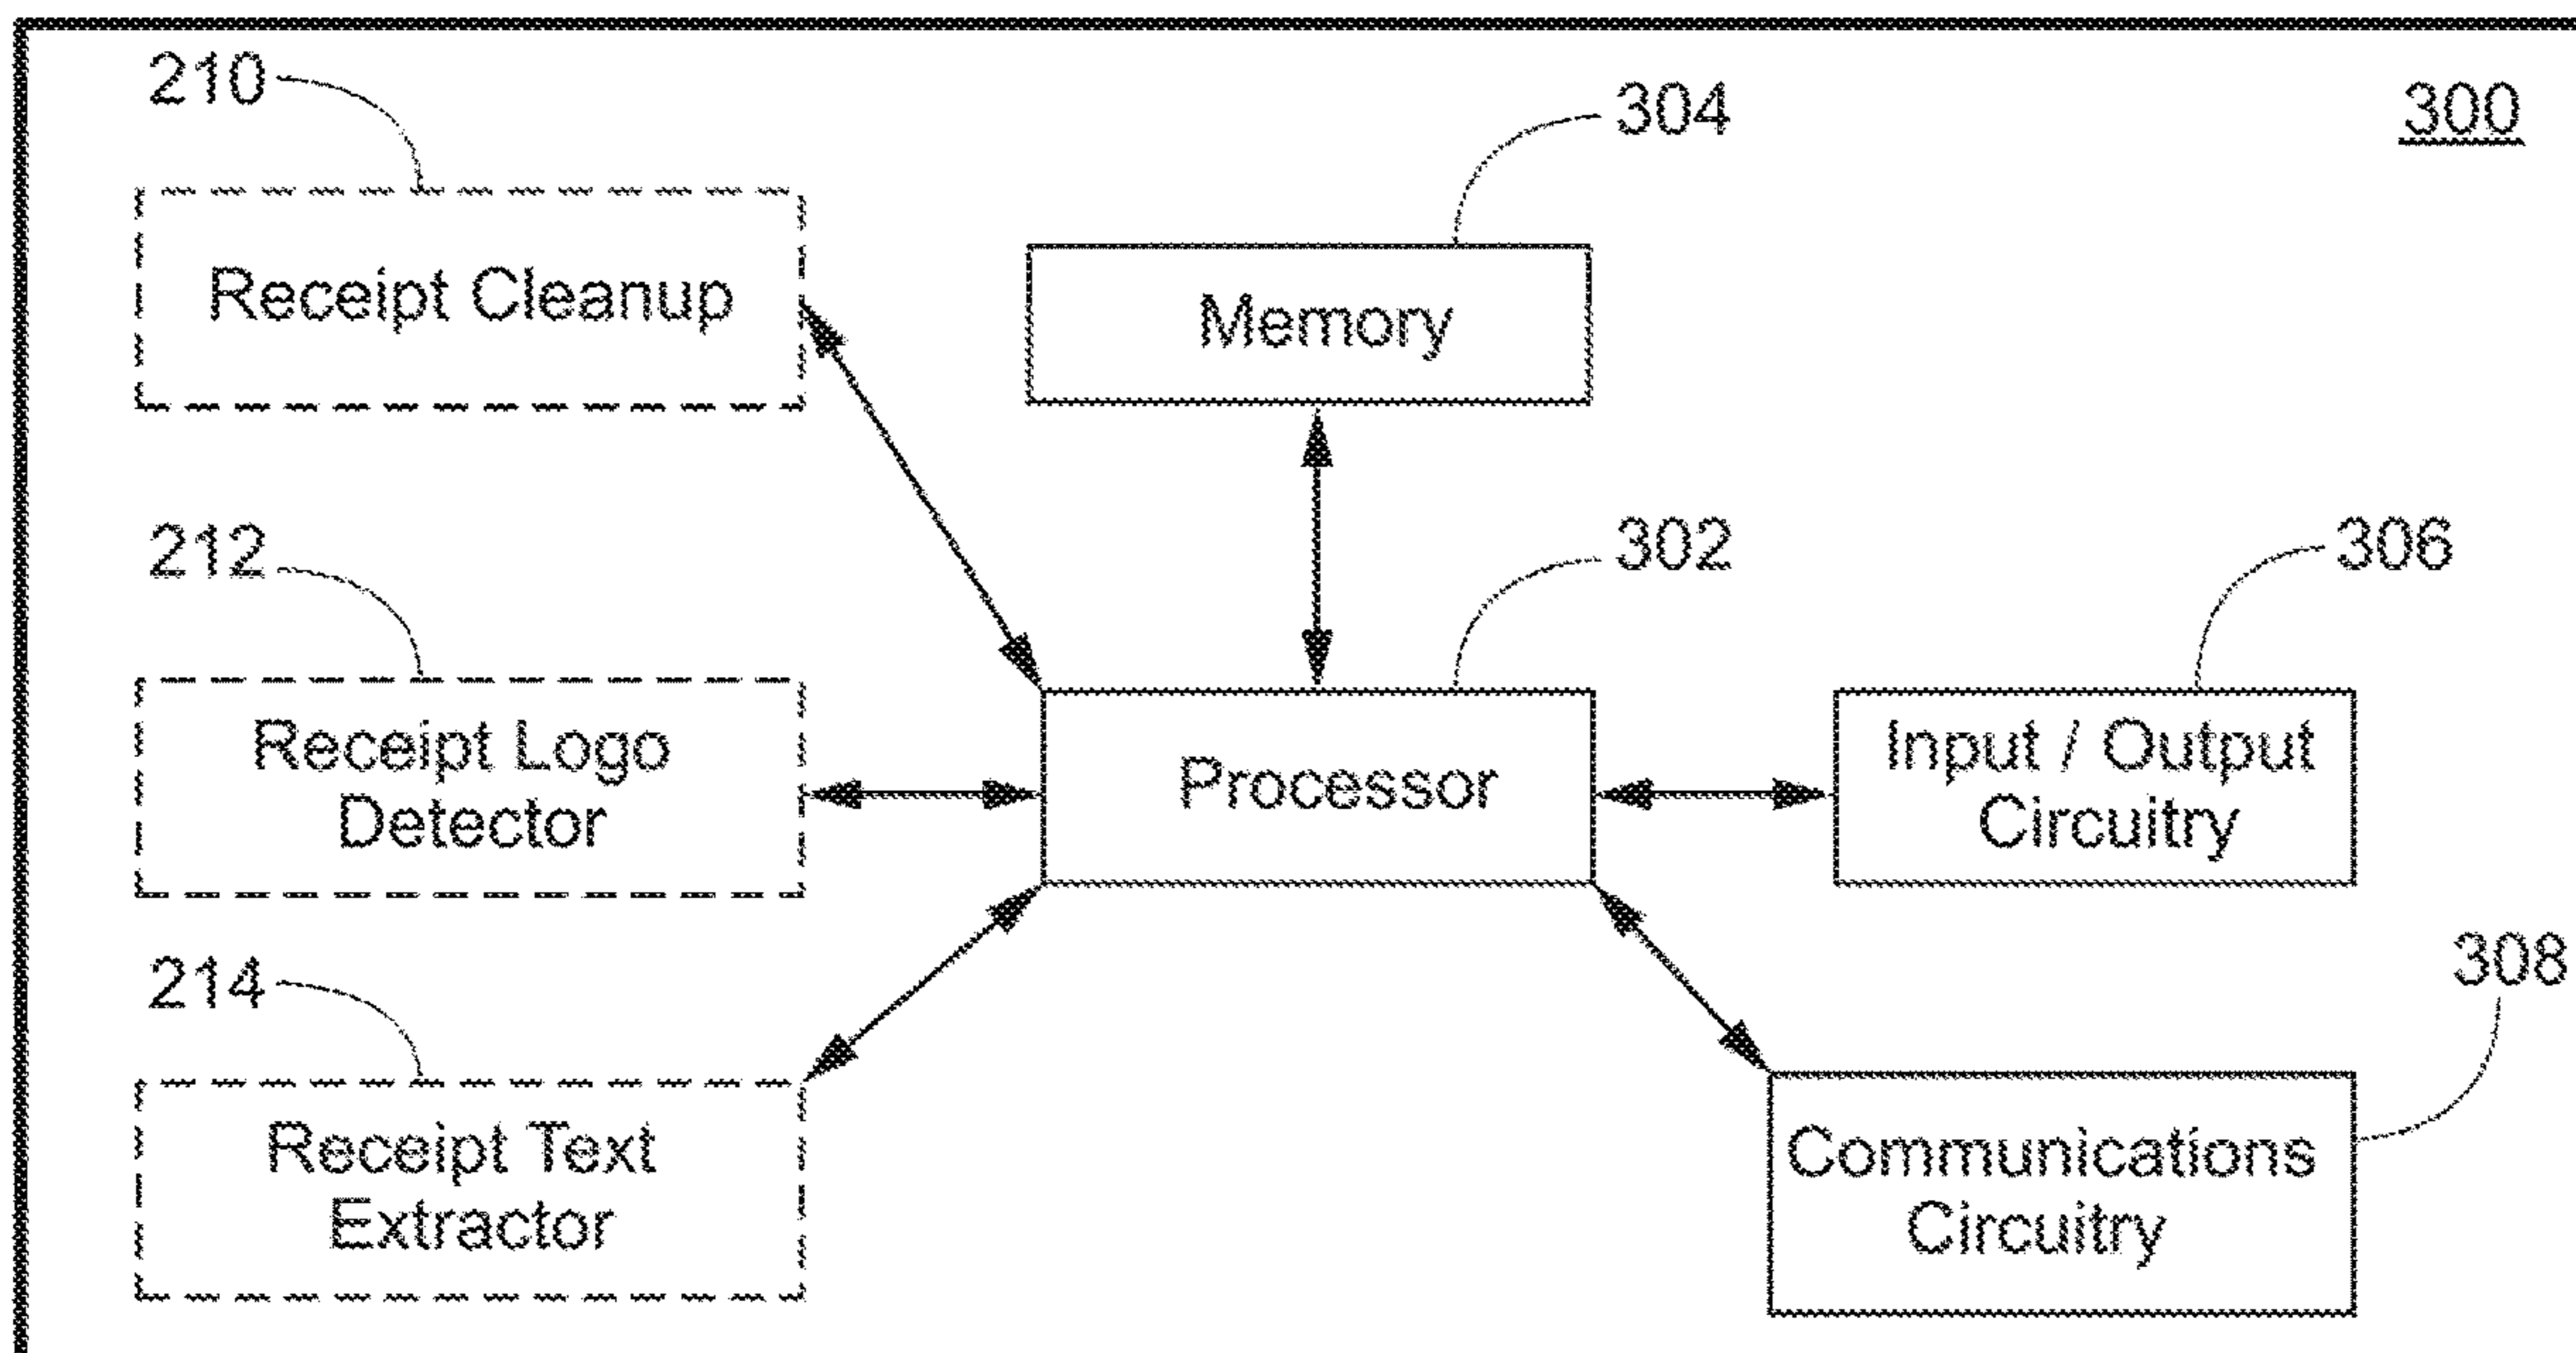 210
304
300
Receipt Cleanup
Memory
212
302
306
Receipt Logo
Detector
Processor
Input / Output
Circuitry
214
308
Receipt Text
Extractor
Communications
Circuitry